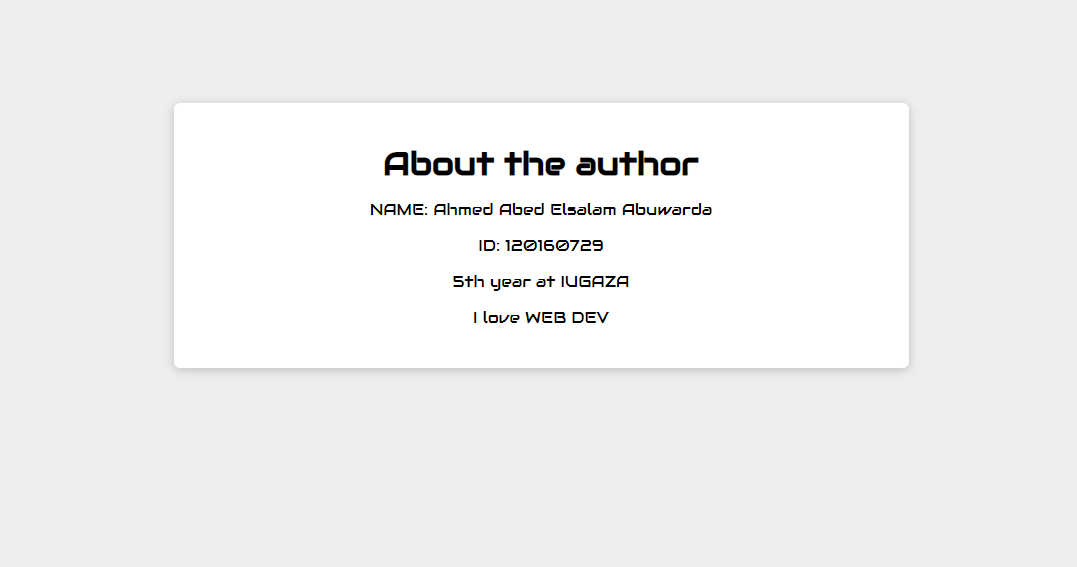 About the author
NAME: Ahmed Abed Elsalam Abuwarda
ID: 120160729
5th year at IUGAZA
I love WEB DEV